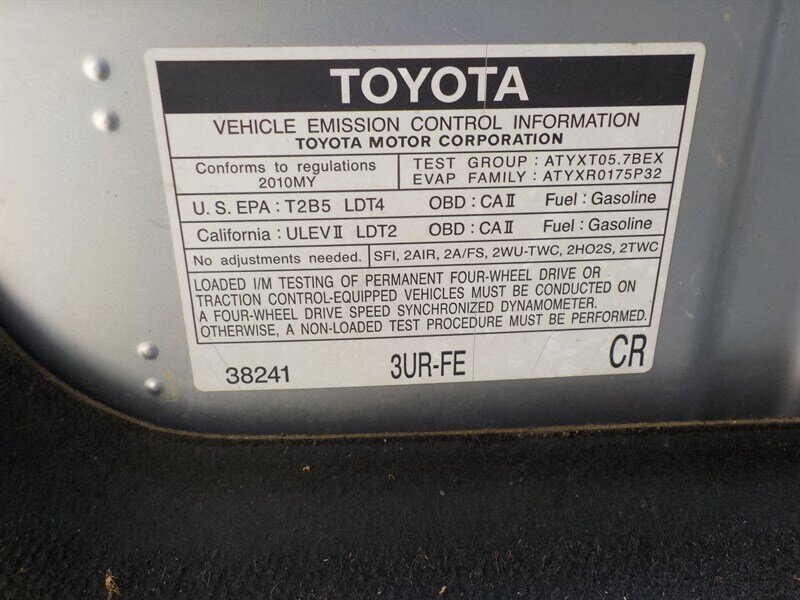 TOYOTA
VEHICLE EMISSION CONTROL INFORMATION
TOYOTA MOTOR CORPORATION
Conforms to regulations
2010MY
TEST GROUP : ATYXT05.7BEX
EVAP FAMILY : ATYXR0175P32
U. S. EPA : T2B5 LDT4 OBD : CAⅡ Fuel : Gasoline
California : ULEVⅡ LDT2 OBD : CAⅡ Fuel : Gasoline
No adjustments needed. SFI, 2AIR, 2A/FS, 2WU-TWC, 2HO2S, 2TWC
LOADED I/M TESTING OF PERMANENT FOUR-WHEEL DRIVE OR
TRACTION CONTROL-EQUIPPED VEHICLES MUST BE CONDUCTED ON
A FOUR-WHEEL DRIVE SPEED SYNCHRONIZED DYNAMOMETER.
OTHERWISE, A NON-LOADED TEST PROCEDURE MUST BE PERFORMED.
38241 3UR-FE CR